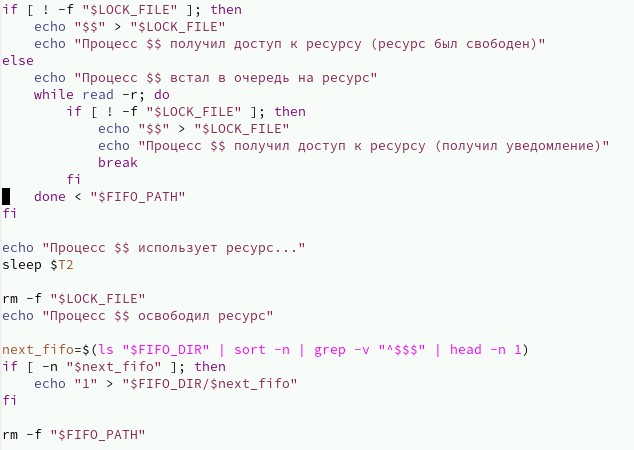 if [ ! -f "$LOCK_FILE" ]; then
    echo "$$" > "$LOCK_FILE"
    echo "Процесс $$ получил доступ к ресурсу (ресурс был свободен)"
else
    echo "Процесс $$ встал в очередь на ресурс"
    while read -r; do
        if [ ! -f "$LOCK_FILE" ]; then
            echo "$$" > "$LOCK_FILE"
            echo "Процесс $$ получил доступ к ресурсу (получил уведомление)"
            break
        fi
    done < "$FIFO_PATH"
fi

echo "Процесс $$ использует ресурс..."
sleep $T2

rm -f "$LOCK_FILE"
echo "Процесс $$ освободил ресурс"

next_fifo=$(ls "$FIFO_DIR" | sort -n | grep -v "^$$$" | head -n 1)
if [ -n "$next_fifo" ]; then
    echo "1" > "$FIFO_DIR/$next_fifo"
fi

rm -f "$FIFO_PATH"